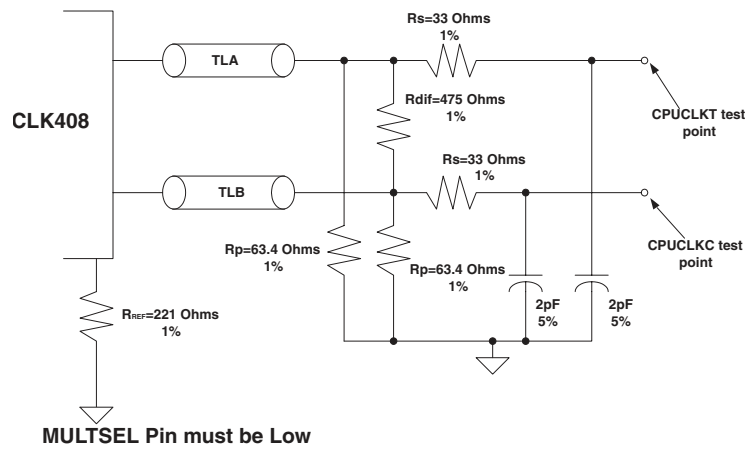 Rs=33 Ohms
1%
TLA
Rdif=475 Ohms
1%
CPUCLKT test
point
CLK408
Rs=33 Ohms
1%
TLB
CPUCLKC test
point
Rp=63.4 Ohms
1%
Rp=63.4 Ohms
1%
2pF
5%
2pF
5%
RREF=221 Ohms
1%
MULTSEL Pin must be Low